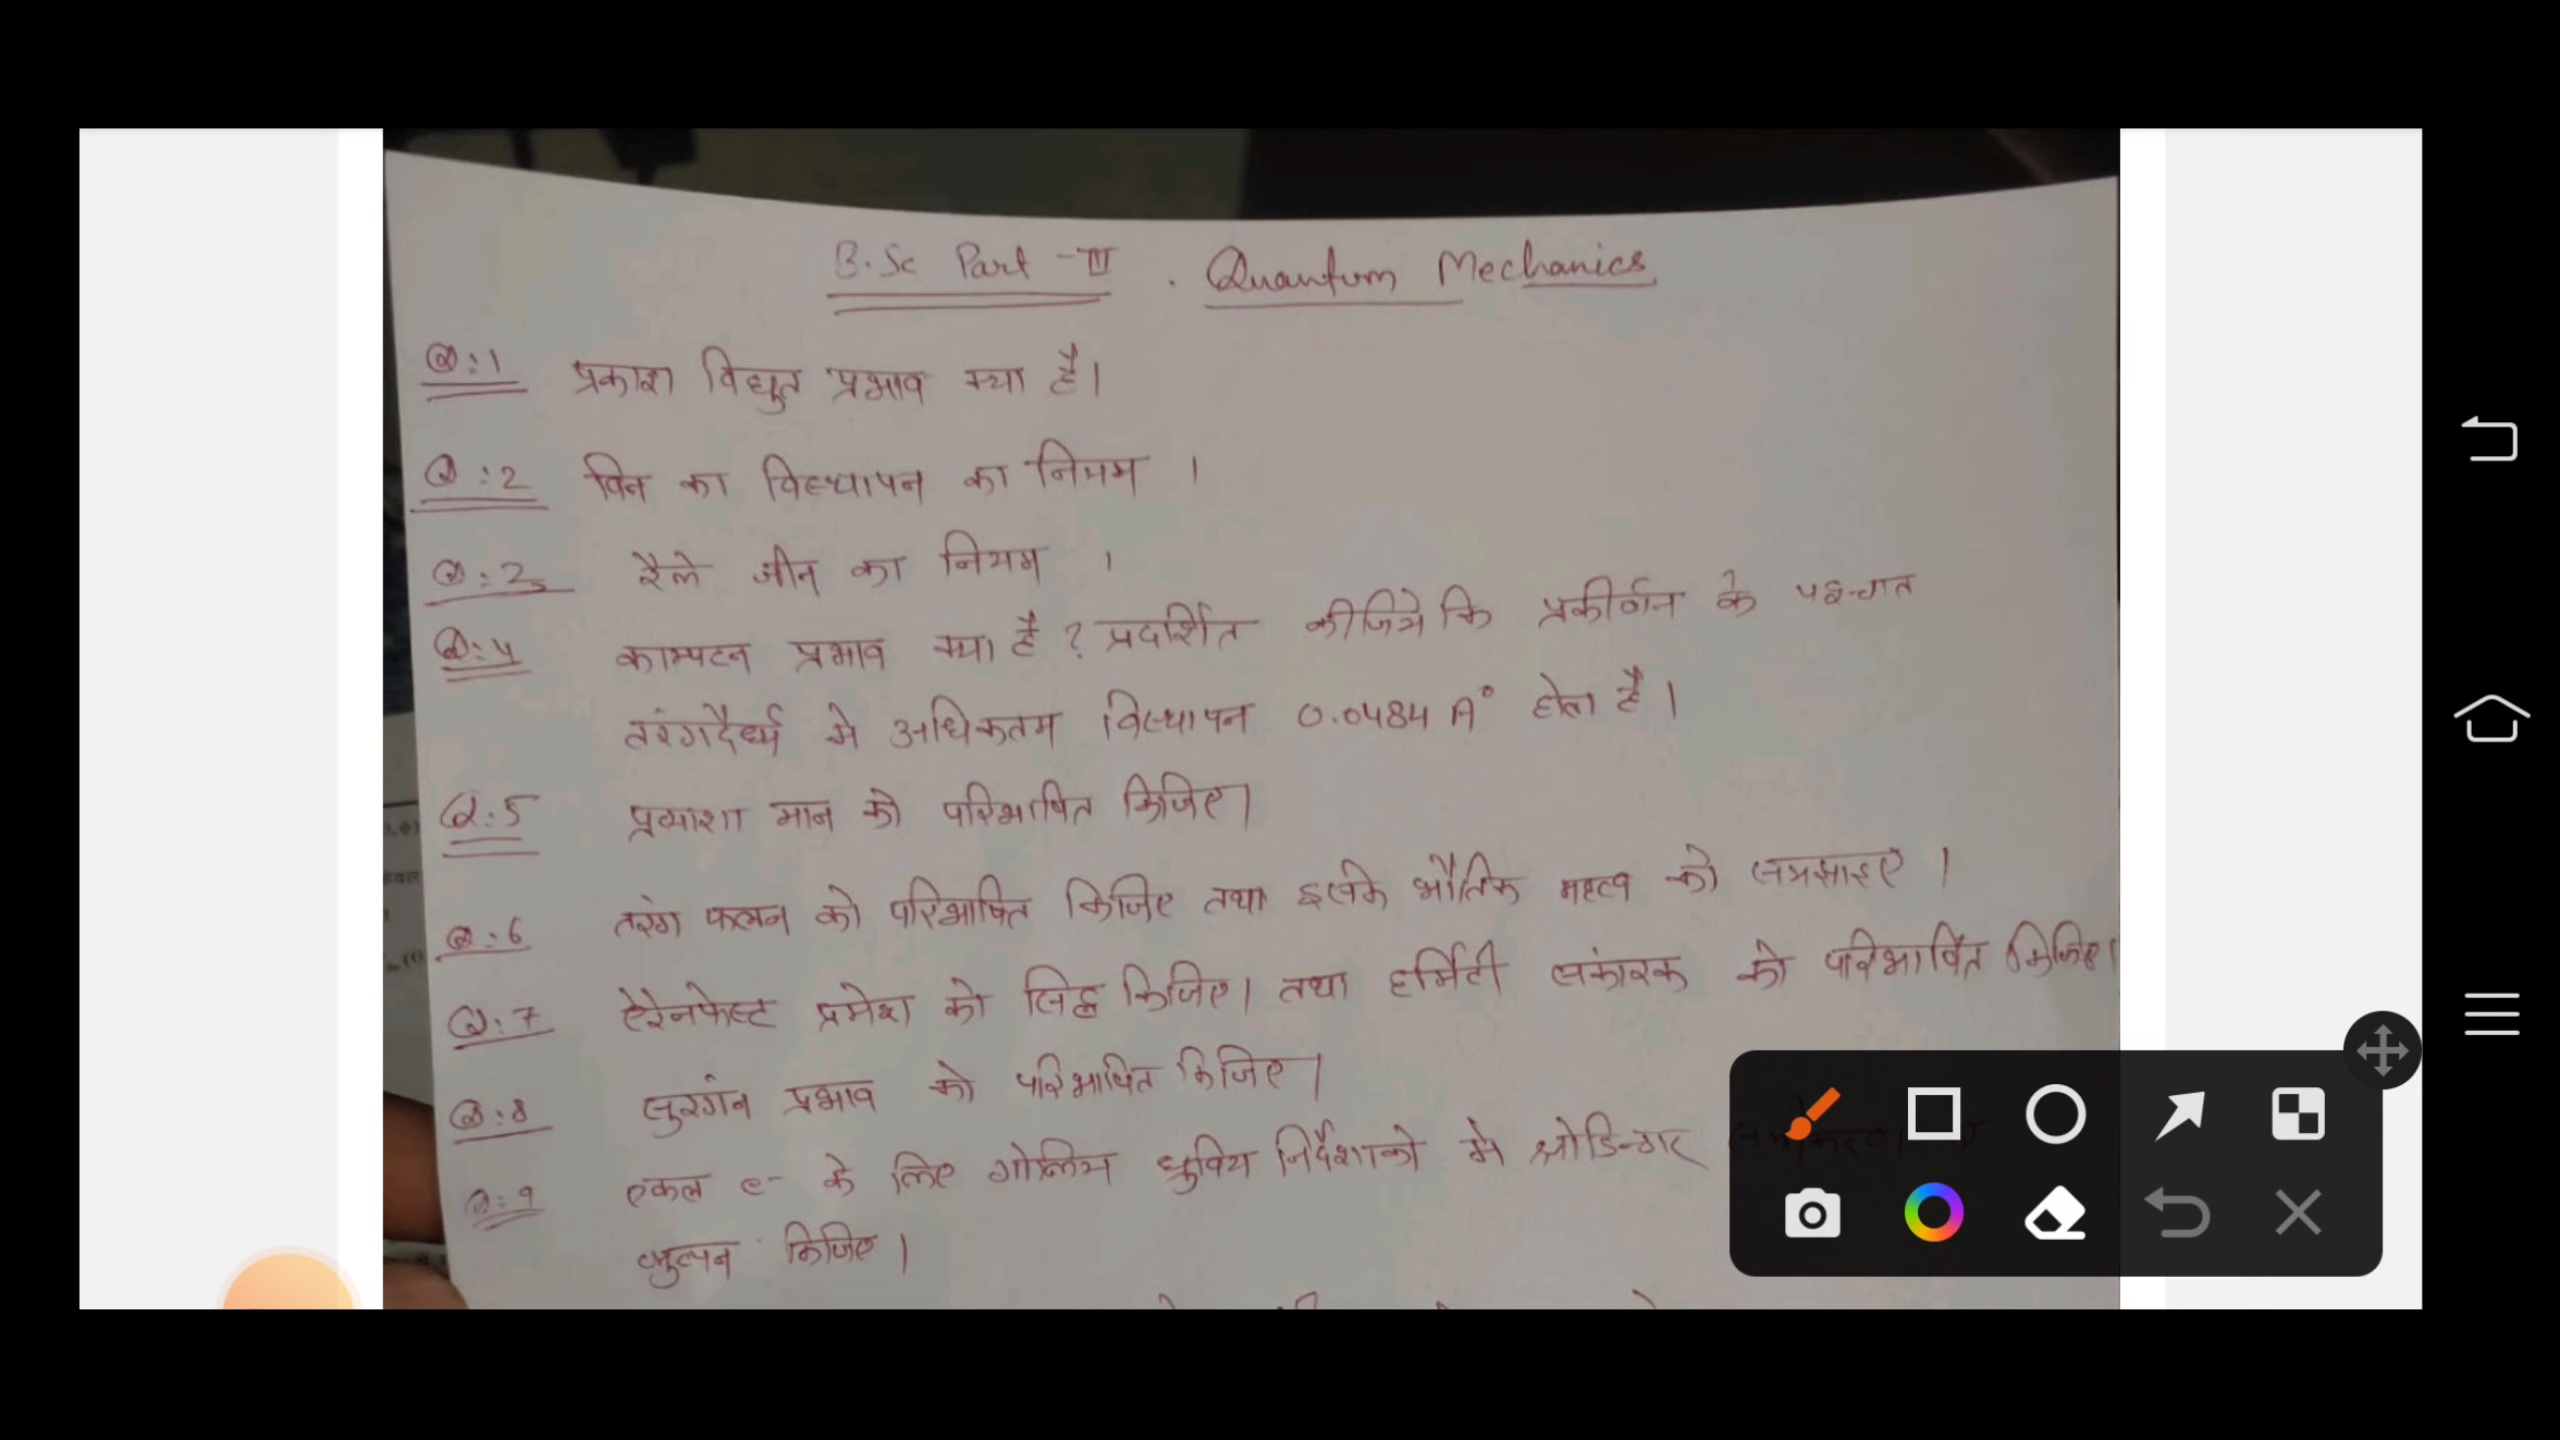 B.Sc Part - III . Quantum Mechanics
Q:1 प्रकाश विद्युत प्रभाव क्या है।
Q:2 विन का विस्थापन का नियम ।
Q:3 रैले जीन का नियम ।
Q:4 काम्पटन प्रभाव क्या है ? प्रदर्शित कीजिये कि प्रकीर्णन के पश्चात
तरंगदैर्ध्य मे अधिकतम विस्थापन 0.0484 A° होता है।
Q:5 प्रत्याशा मान को परिभाषित किजिए।
Q:6 तरंग फलन को परिभाषित किजिए तथा इसके भौतिक महत्व को समझाइए ।
Q:7 ऐरेनफेस्ट प्रमेय को सिद्ध किजिए। तथा हर्मिटी संकारक को परिभाषित किजिए।
Q:8 सुरंगन प्रभाव को परिभाषित किजिए।
Q:9 एकल e- के लिए गोलिय ध्रुविय निर्देशाको मे श्रोडिन्गर
व्युत्पन किजिए।